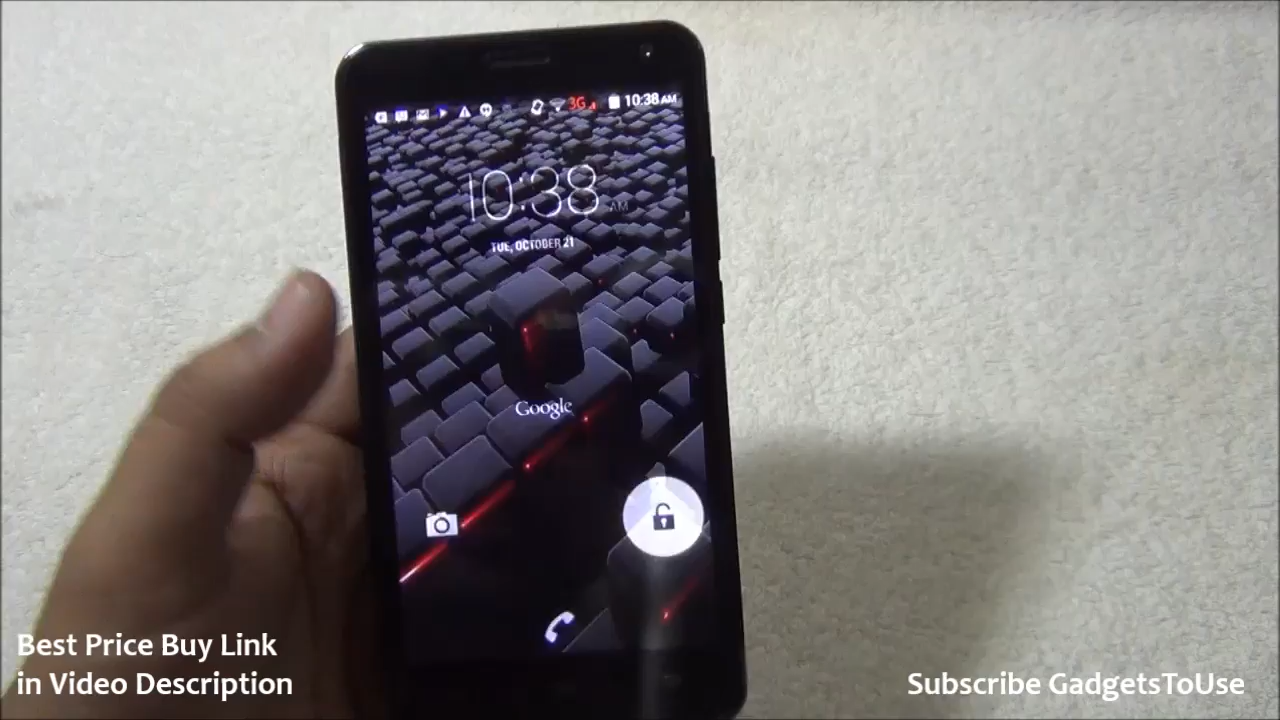 3G 10:38 AM
10:38 AM
TUE, OCTOBER 21
Google
Best Price Buy Link
in Video Description
Subscribe GadgetsToUse